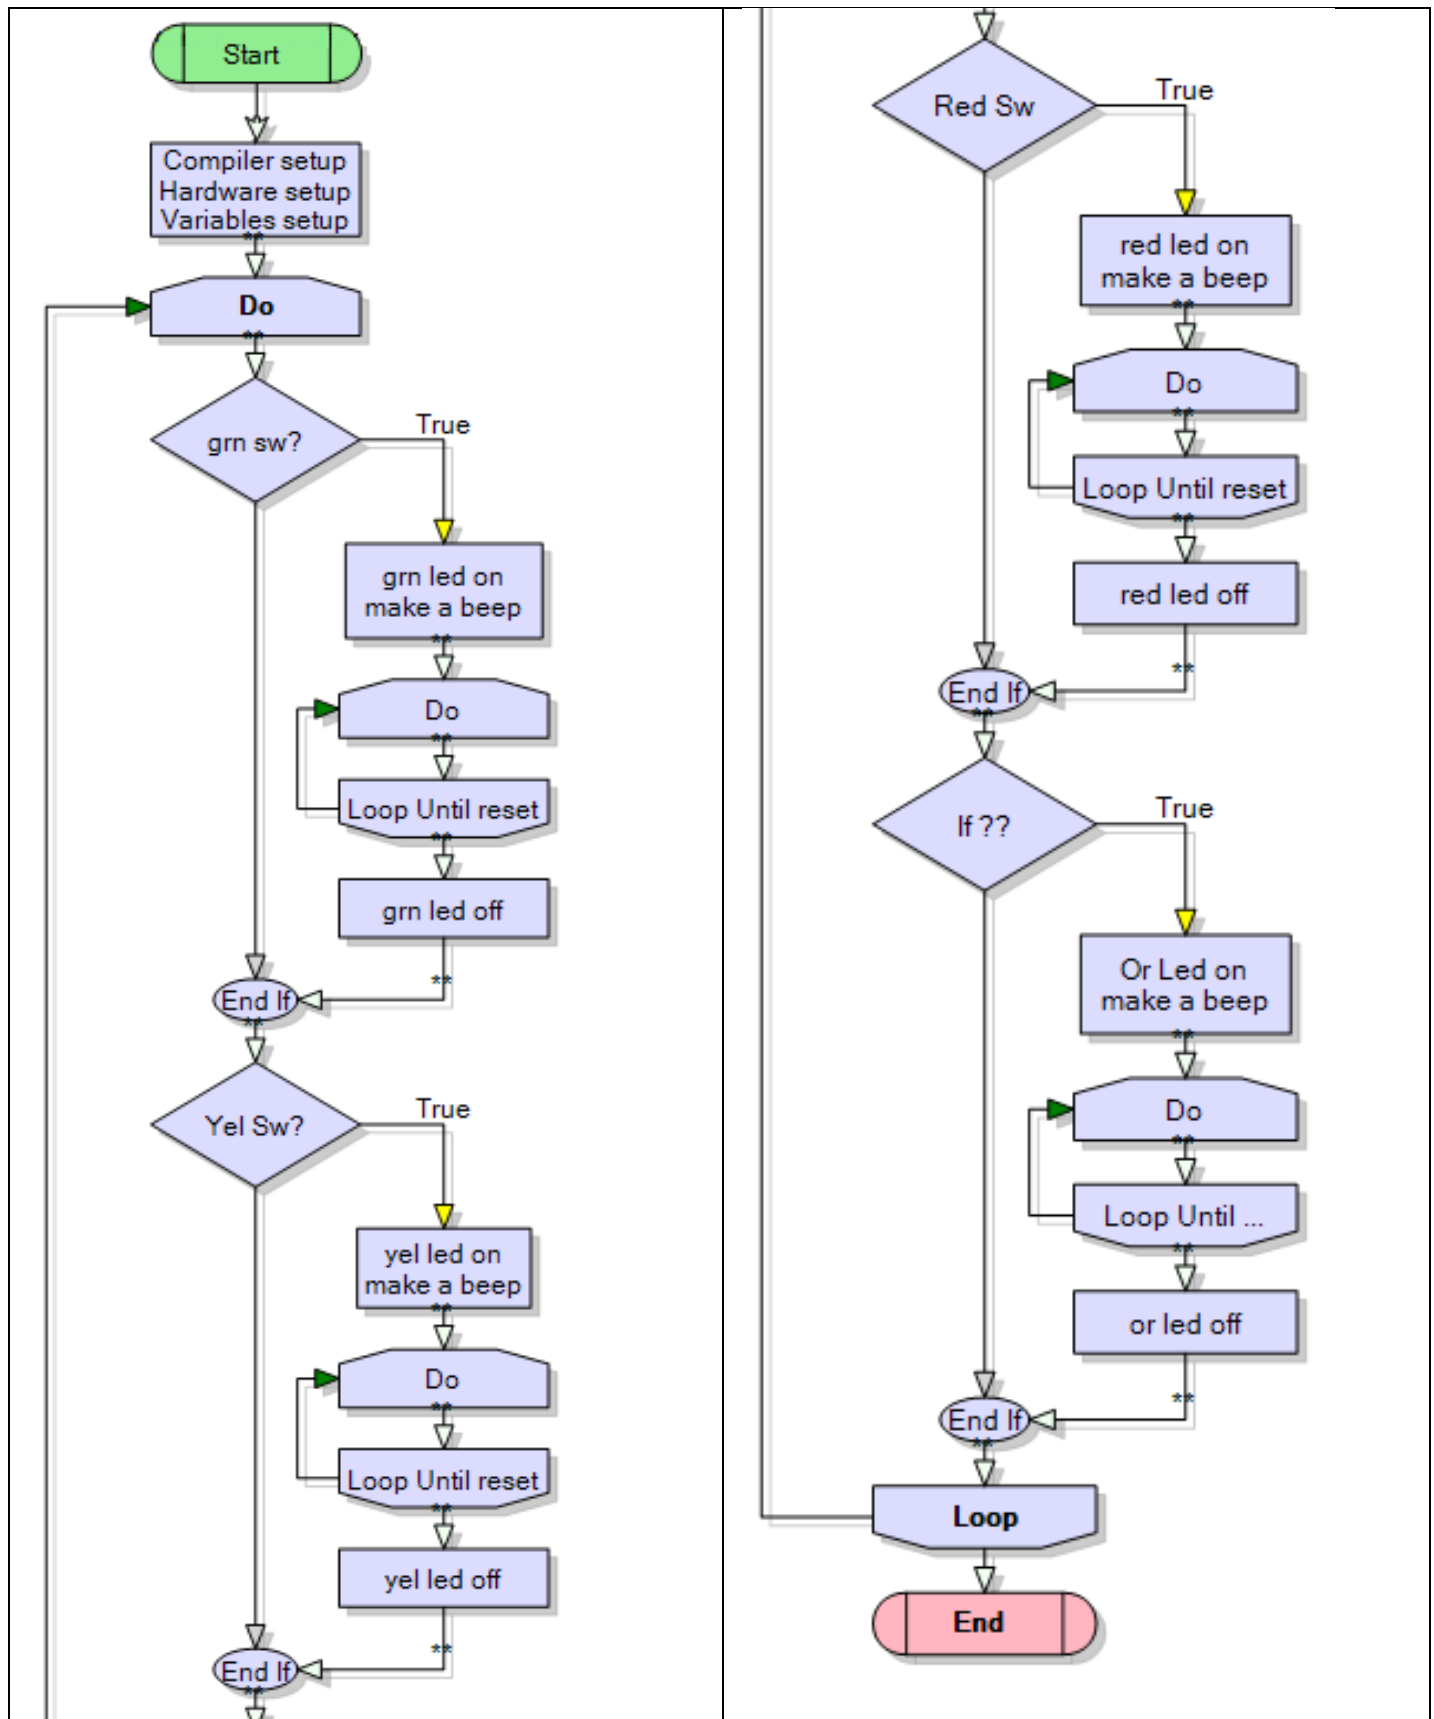 Start
Compiler setup
Hardware setup
Variables setup
**
Do
**
grn sw?
True
grn led on
make a beep
**
Do
**
Loop Until reset
**
grn led off
**
End If
**
Yel Sw?
True
yel led on
make a beep
**
Do
**
Loop Until reset
**
yel led off
**
End If
**
Red Sw
True
red led on
make a beep
**
Do
**
Loop Until reset
**
red led off
**
End If
**
If ??
True
Or Led on
make a beep
**
Do
**
Loop Until ...
**
or led off
**
End If
**
Loop
End